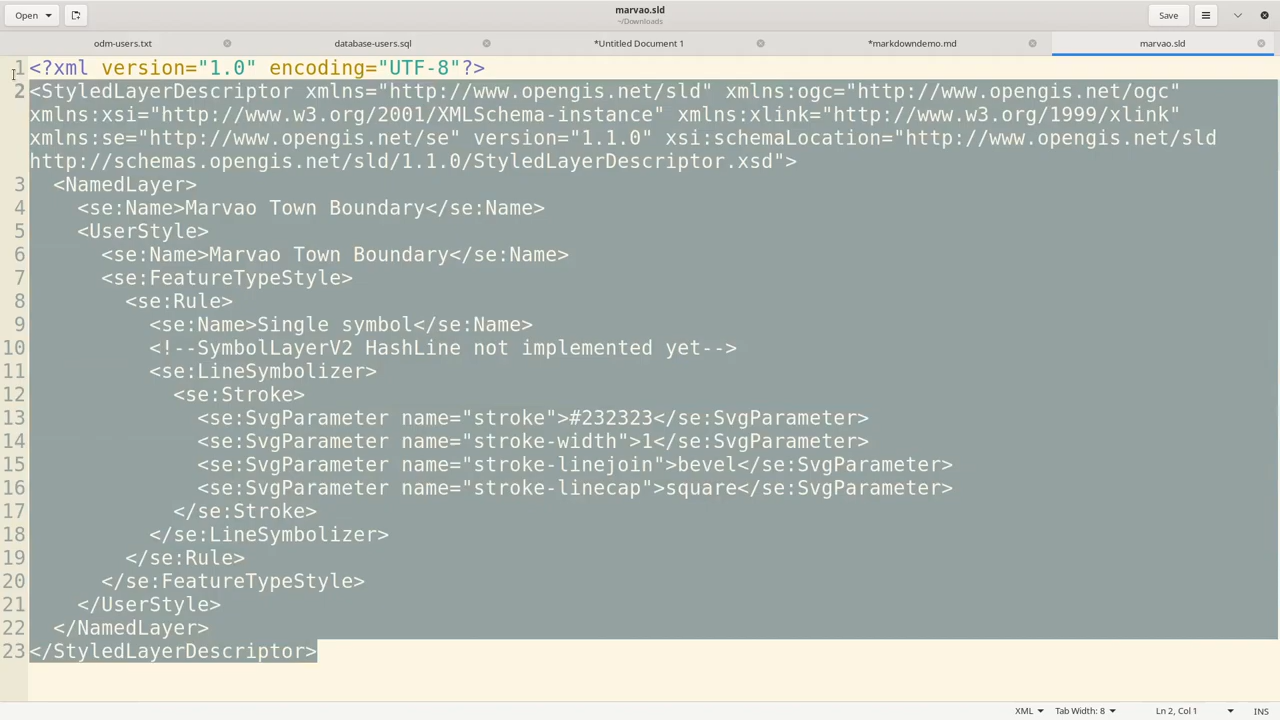 Open
marvao.sld
~/Downloads
Save
odm-users.txt
database-users.sql
*Untitled Document 1
*markdowndemo.md
marvao.sld
1 <?xml version="1.0" encoding="UTF-8"?>
2 <StyledLayerDescriptor xmlns="http://www.opengis.net/sld" xmlns:ogc="http://www.opengis.net/ogc"
xmlns:xsi="http://www.w3.org/2001/XMLSchema-instance" xmlns:xlink="http://www.w3.org/1999/xlink"
xmlns:se="http://www.opengis.net/se" version="1.1.0" xsi:schemaLocation="http://www.opengis.net/sld
http://schemas.opengis.net/sld/1.1.0/StyledLayerDescriptor.xsd">
3 <NamedLayer>
4 <se:Name>Marvao Town Boundary</se:Name>
5 <UserStyle>
6 <se:Name>Marvao Town Boundary</se:Name>
7 <se:FeatureTypeStyle>
8 <se:Rule>
9 <se:Name>Single symbol</se:Name>
10 <!--SymbolLayerV2 HashLine not implemented yet-->
11 <se:LineSymbolizer>
12 <se:Stroke>
13 <se:SvgParameter name="stroke">#232323</se:SvgParameter>
14 <se:SvgParameter name="stroke-width">1</se:SvgParameter>
15 <se:SvgParameter name="stroke-linejoin">bevel</se:SvgParameter>
16 <se:SvgParameter name="stroke-linecap">square</se:SvgParameter>
17 </se:Stroke>
18 </se:LineSymbolizer>
19 </se:Rule>
20 </se:FeatureTypeStyle>
21 </UserStyle>
22 </NamedLayer>
23 </StyledLayerDescriptor>
XML
Tab Width: 8
Ln 2, Col 1
INS